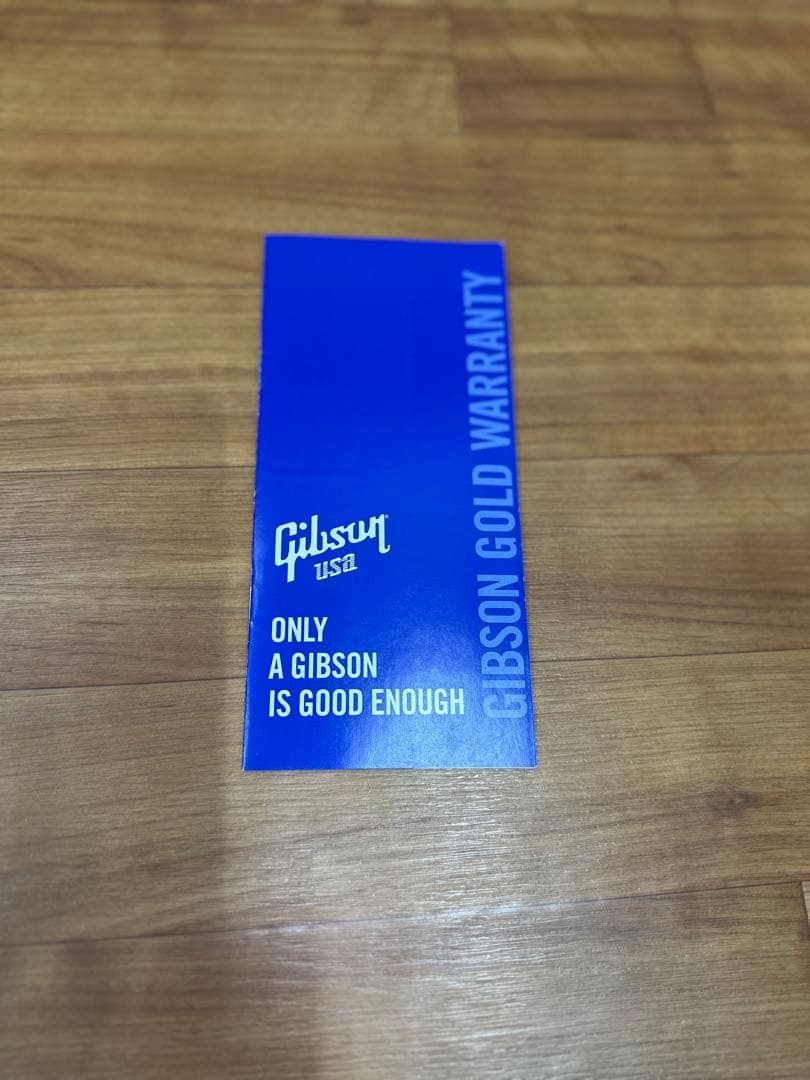 Gibson
USA
ONLY
A GIBSON
IS GOOD ENOUGH
GIBSON GOLD WARRANTY